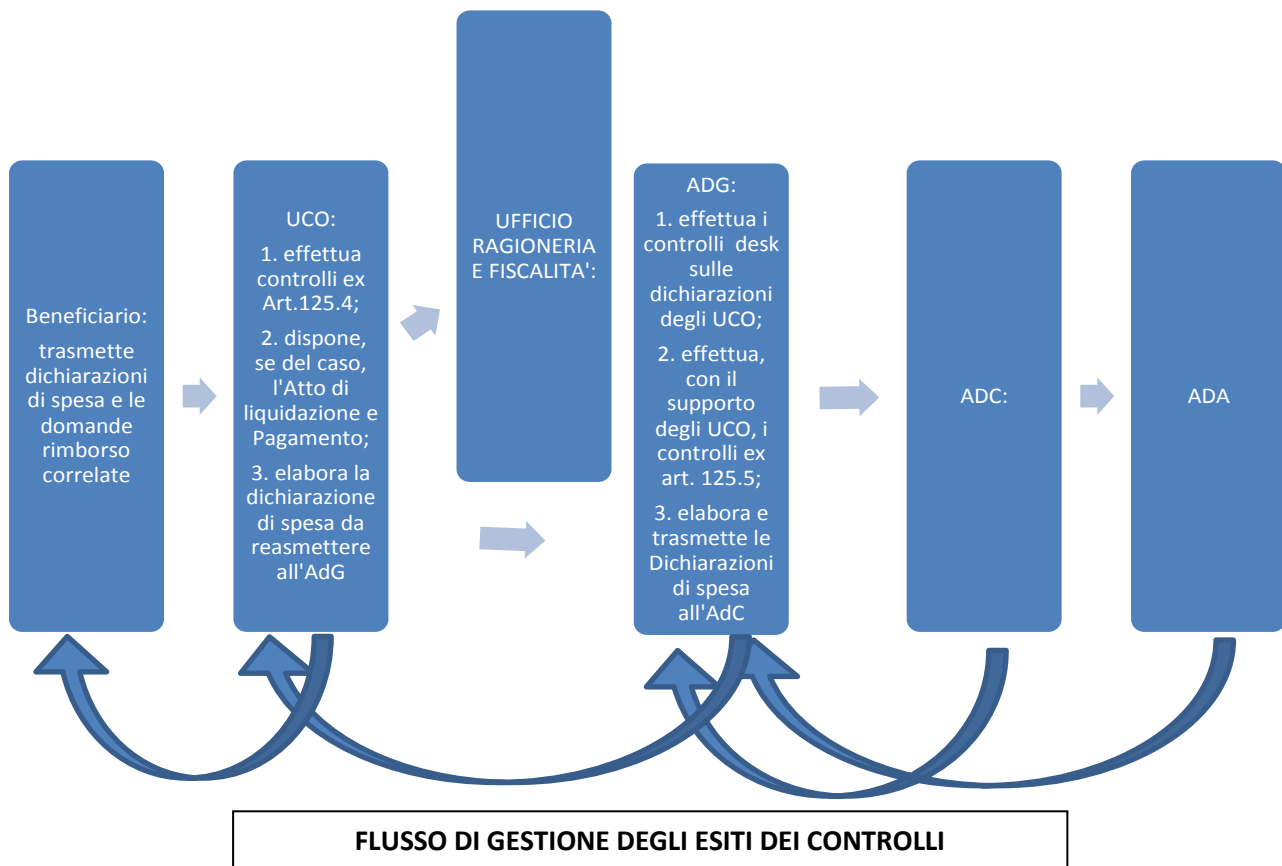 Beneficiario:
trasmette
dichiarazioni
di spesa e le
domande
rimborso
correlate
UCO:
1. effettua
controlli ex
Art.125.4;
2. dispone,
se del caso,
l'Atto di
liquidazione e
Pagamento;
3. elabora la
dichiarazione
di spesa da
reasmettere
all'AdG
UFFICIO
RAGIONERIA
E FISCALITA':
ADG:
1. effettua i
controlli desk
sulle
dichiarazioni
degli UCO;
2. effettua,
con il
supporto
degli UCO, i
controlli ex
art. 125.5;
3. elabora e
trasmette le
Dichiarazioni
di spesa
all'AdC
ADC:
ADA
FLUSSO DI GESTIONE DEGLI ESITI DEI CONTROLLI